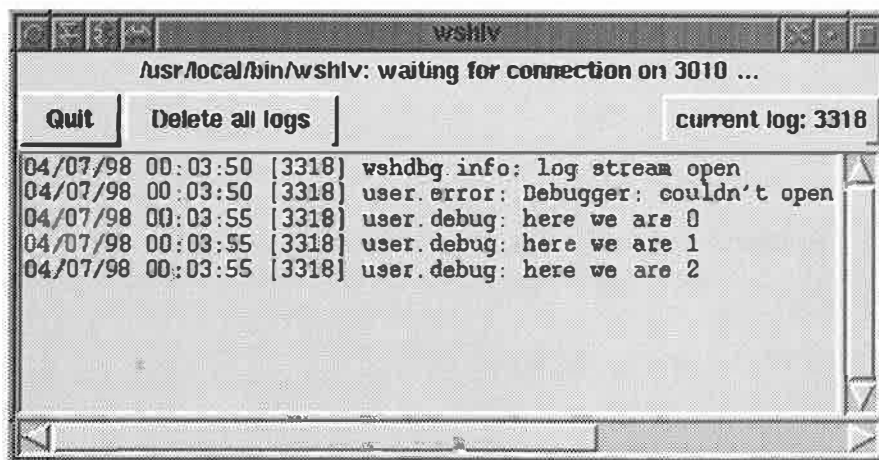 wshlv
/usr/local/bin/wshlv: waiting for connection on 3010 ...
Quit Delete all logs current log: 3318
04/07/98 00:03:50 [3318] wshdbg.info: log stream open
04/07/98 00:03:50 [3318] user.error: Debugger: couldn't open
04/07/98 00:03:55 [3318] user.debug: here we are 0
04/07/98 00:03:55 [3318] user.debug: here we are 1
04/07/98 00:03:55 [3318] user.debug: here we are 2